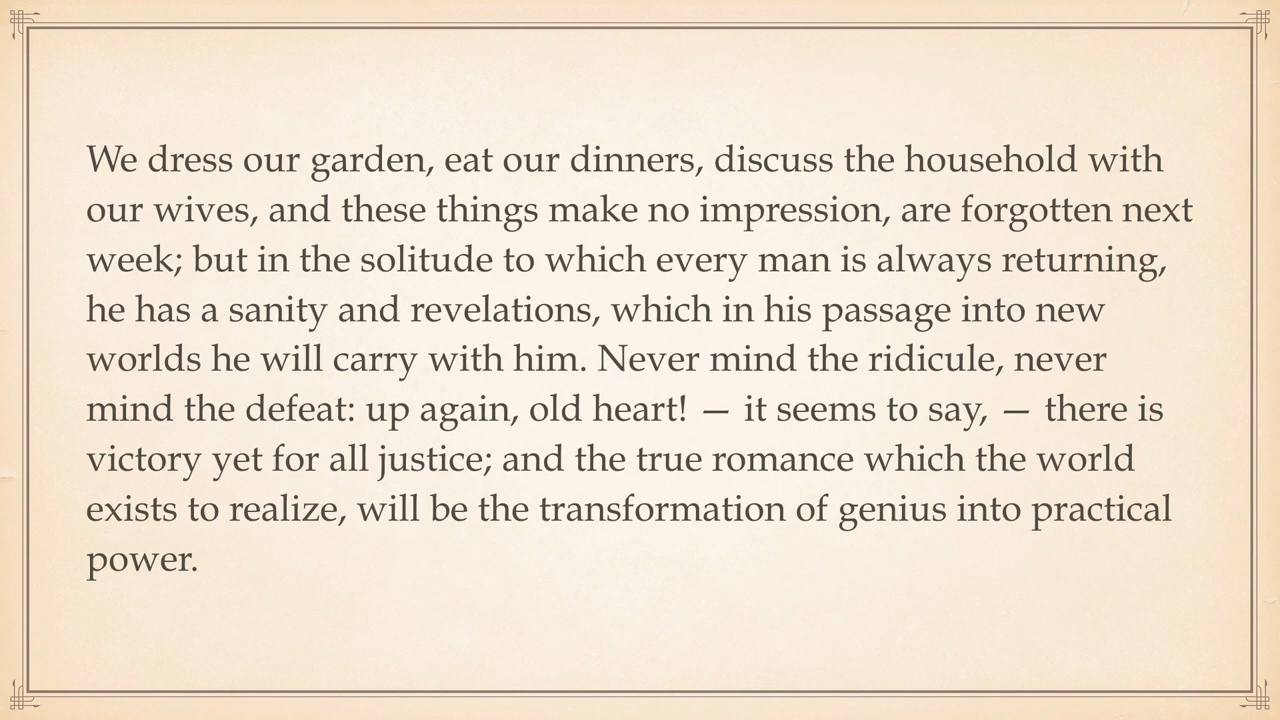 We dress our garden, eat our dinners, discuss the household with
our wives, and these things make no impression, are forgotten next
week; but in the solitude to which every man is always returning,
he has a sanity and revelations, which in his passage into new
worlds he will carry with him. Never mind the ridicule, never
mind the defeat: up again, old heart! — it seems to say, — there is
victory yet for all justice; and the true romance which the world
exists to realize, will be the transformation of genius into practical
power.